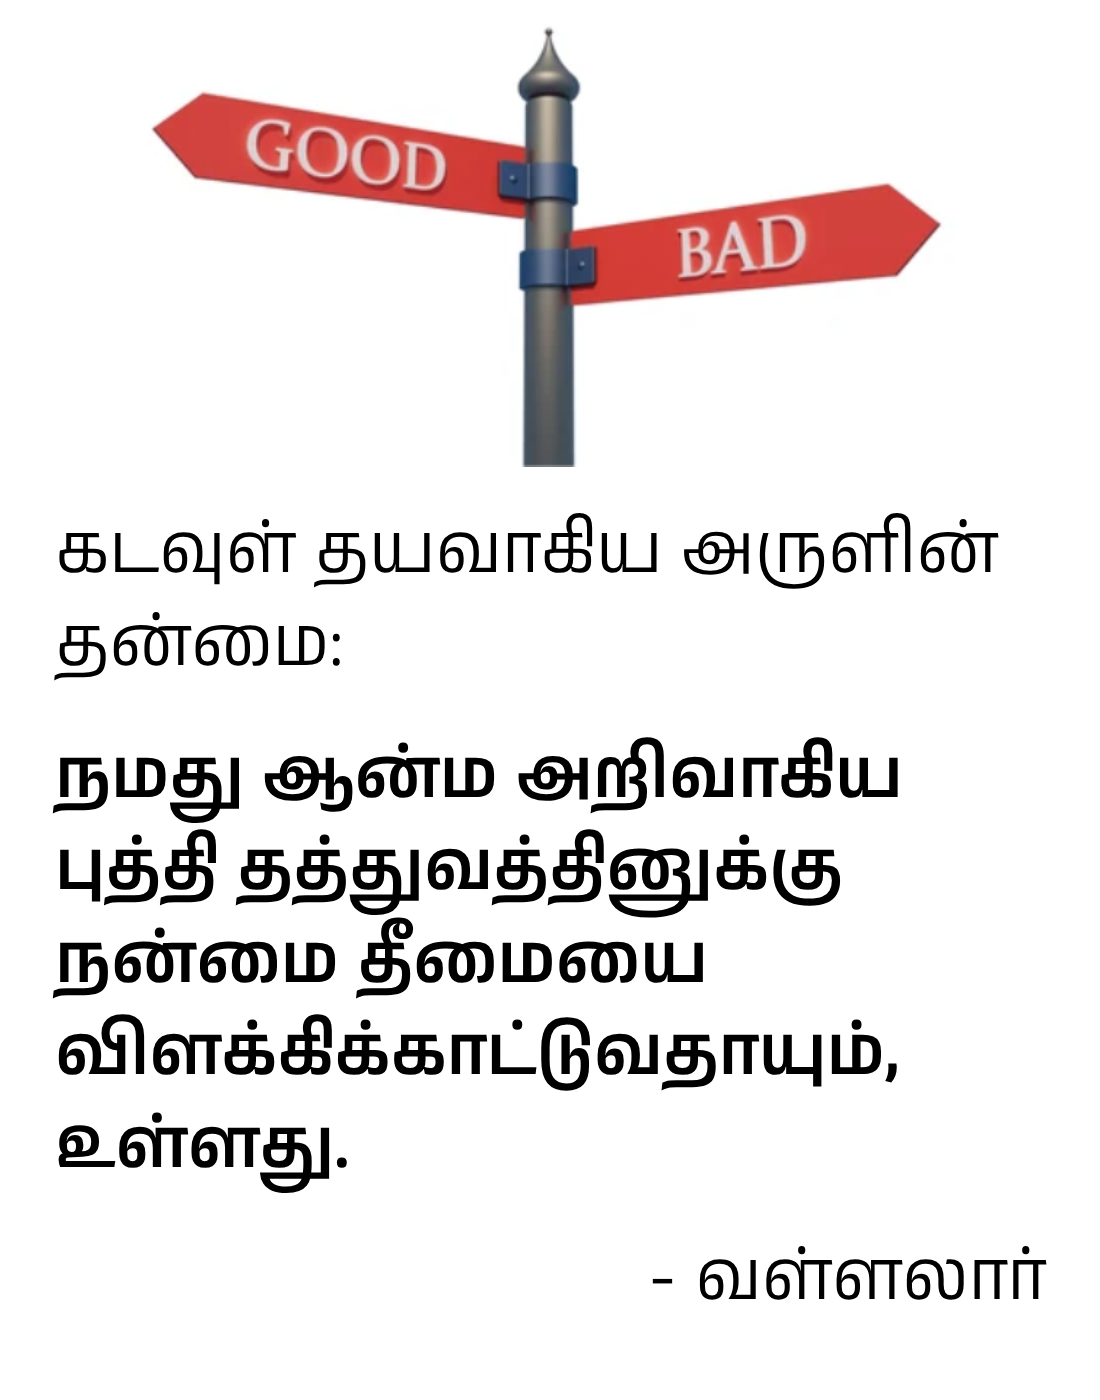 GOOD
BAD
கடவுள் தயவாகிய அருளின்
தன்மை:
நமது ஆன்ம அறிவாகிய
புத்தி தத்துவத்தினுக்கு
நன்மை தீமையை
விளக்கிக்காட்டுவதாயும்,
உள்ளது.
- வள்ளலார்